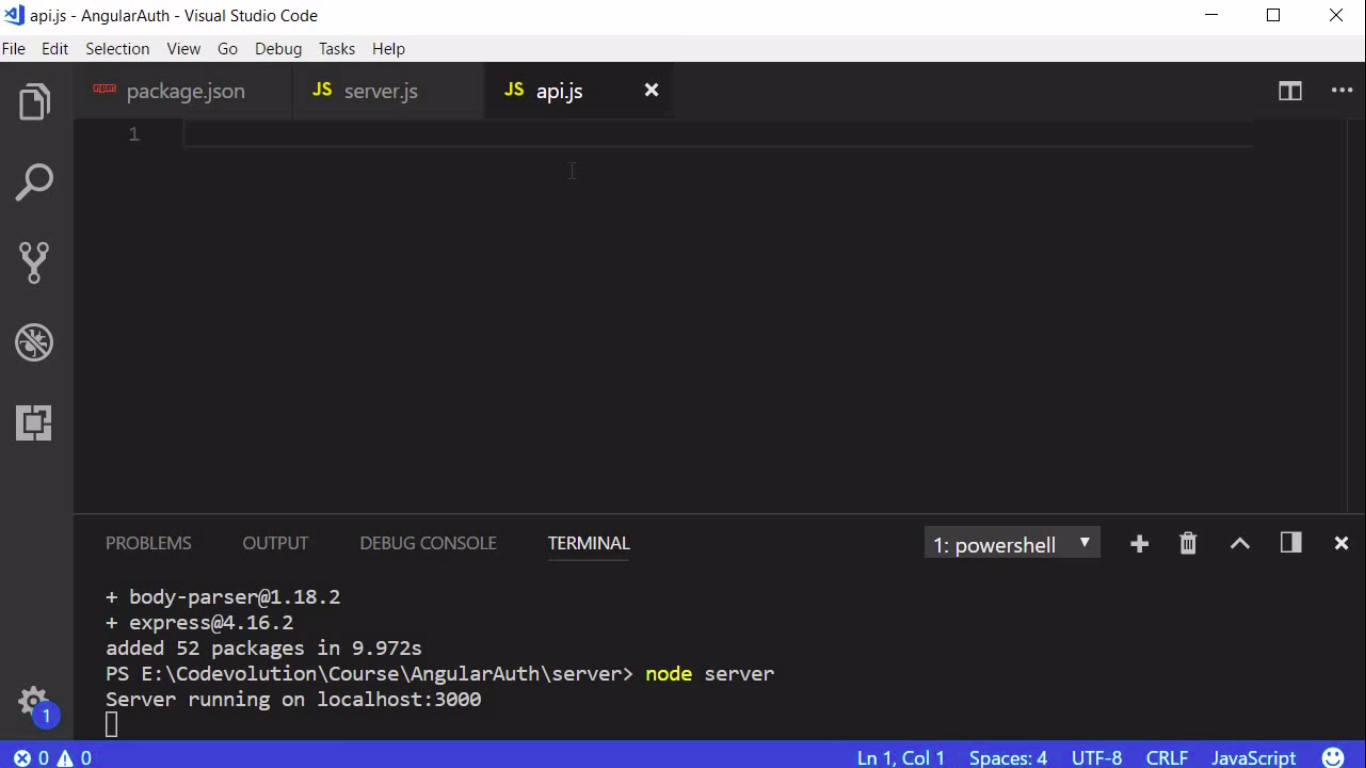 api.js - AngularAuth - Visual Studio Code
File Edit Selection View Go Debug Tasks Help
npm package.json JS server.js JS api.js
1
PROBLEMS OUTPUT DEBUG CONSOLE TERMINAL 1: powershell
+ body-parser@1.18.2
+ express@4.16.2
added 52 packages in 9.972s
PS E:\Codevolution\Course\AngularAuth\server> node server
Server running on localhost:3000
1
0 0 Ln 1, Col 1 Spaces: 4 UTF-8 CRLF JavaScript